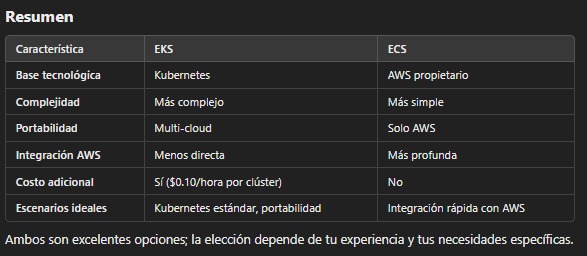 Resumen
Característica EKS ECS
Base tecnológica Kubernetes AWS propietario
Complejidad Más complejo Más simple
Portabilidad Multi-cloud Solo AWS
Integración AWS Menos directa Más profunda
Costo adicional Sí ($0.10/hora por clúster) No
Escenarios ideales Kubernetes estándar, portabilidad Integración rápida con AWS
Ambos son excelentes opciones; la elección depende de tu experiencia y tus necesidades específicas.